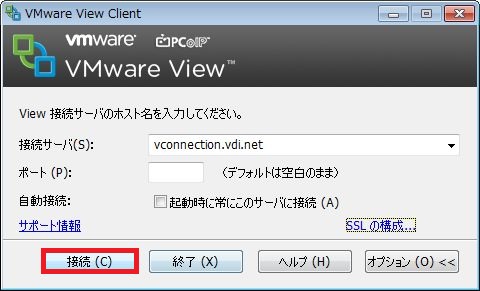 VMware View Client
vmware PCoIP
VMware View™
View 接続サーバのホスト名を入力してください。
接続サーバ(S): vconnection.vdi.net
ポート (P): （デフォルトは空白のまま）
自動接続: 起動時に常にこのサーバに接続 (A)
サポート情報 SSL の構成...
接続 (C) 終了 (X) ヘルプ (H) オプション (O) <<